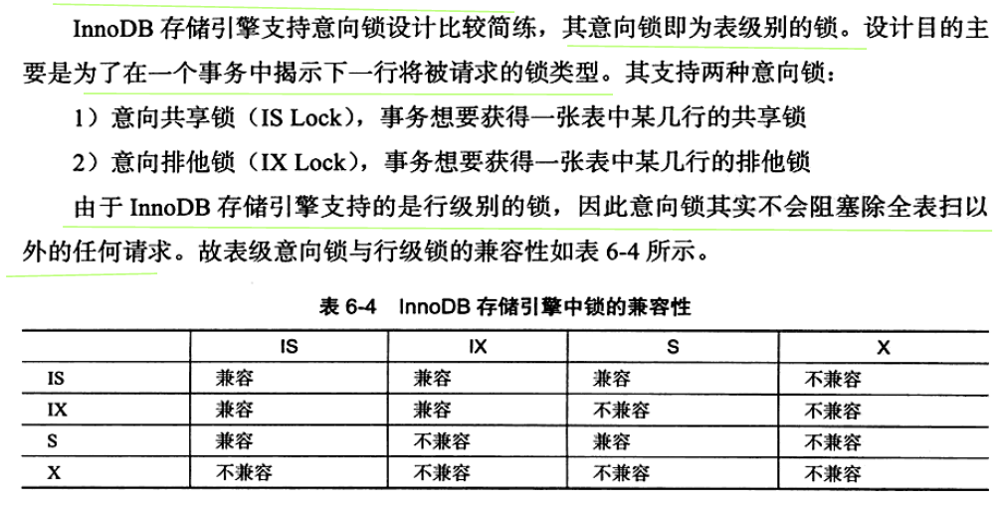 InnoDB 存储引擎支持意向锁设计比较简练，其意向锁即为表级别的锁。设计目的主
要是为了在一个事务中揭示下一行将被请求的锁类型。其支持两种意向锁：
1）意向共享锁（IS Lock），事务想要获得一张表中某几行的共享锁
2）意向排他锁（IX Lock），事务想要获得一张表中某几行的排他锁
由于 InnoDB 存储引擎支持的是行级别的锁，因此意向锁其实不会阻塞除全表扫以
外的任何请求。故表级意向锁与行级锁的兼容性如表 6-4 所示。
表 6-4 InnoDB 存储引擎中锁的兼容性
IS IX S X
IS 兼容 兼容 兼容 不兼容
IX 兼容 兼容 不兼容 不兼容
S 兼容 不兼容 兼容 不兼容
X 不兼容 不兼容 不兼容 不兼容